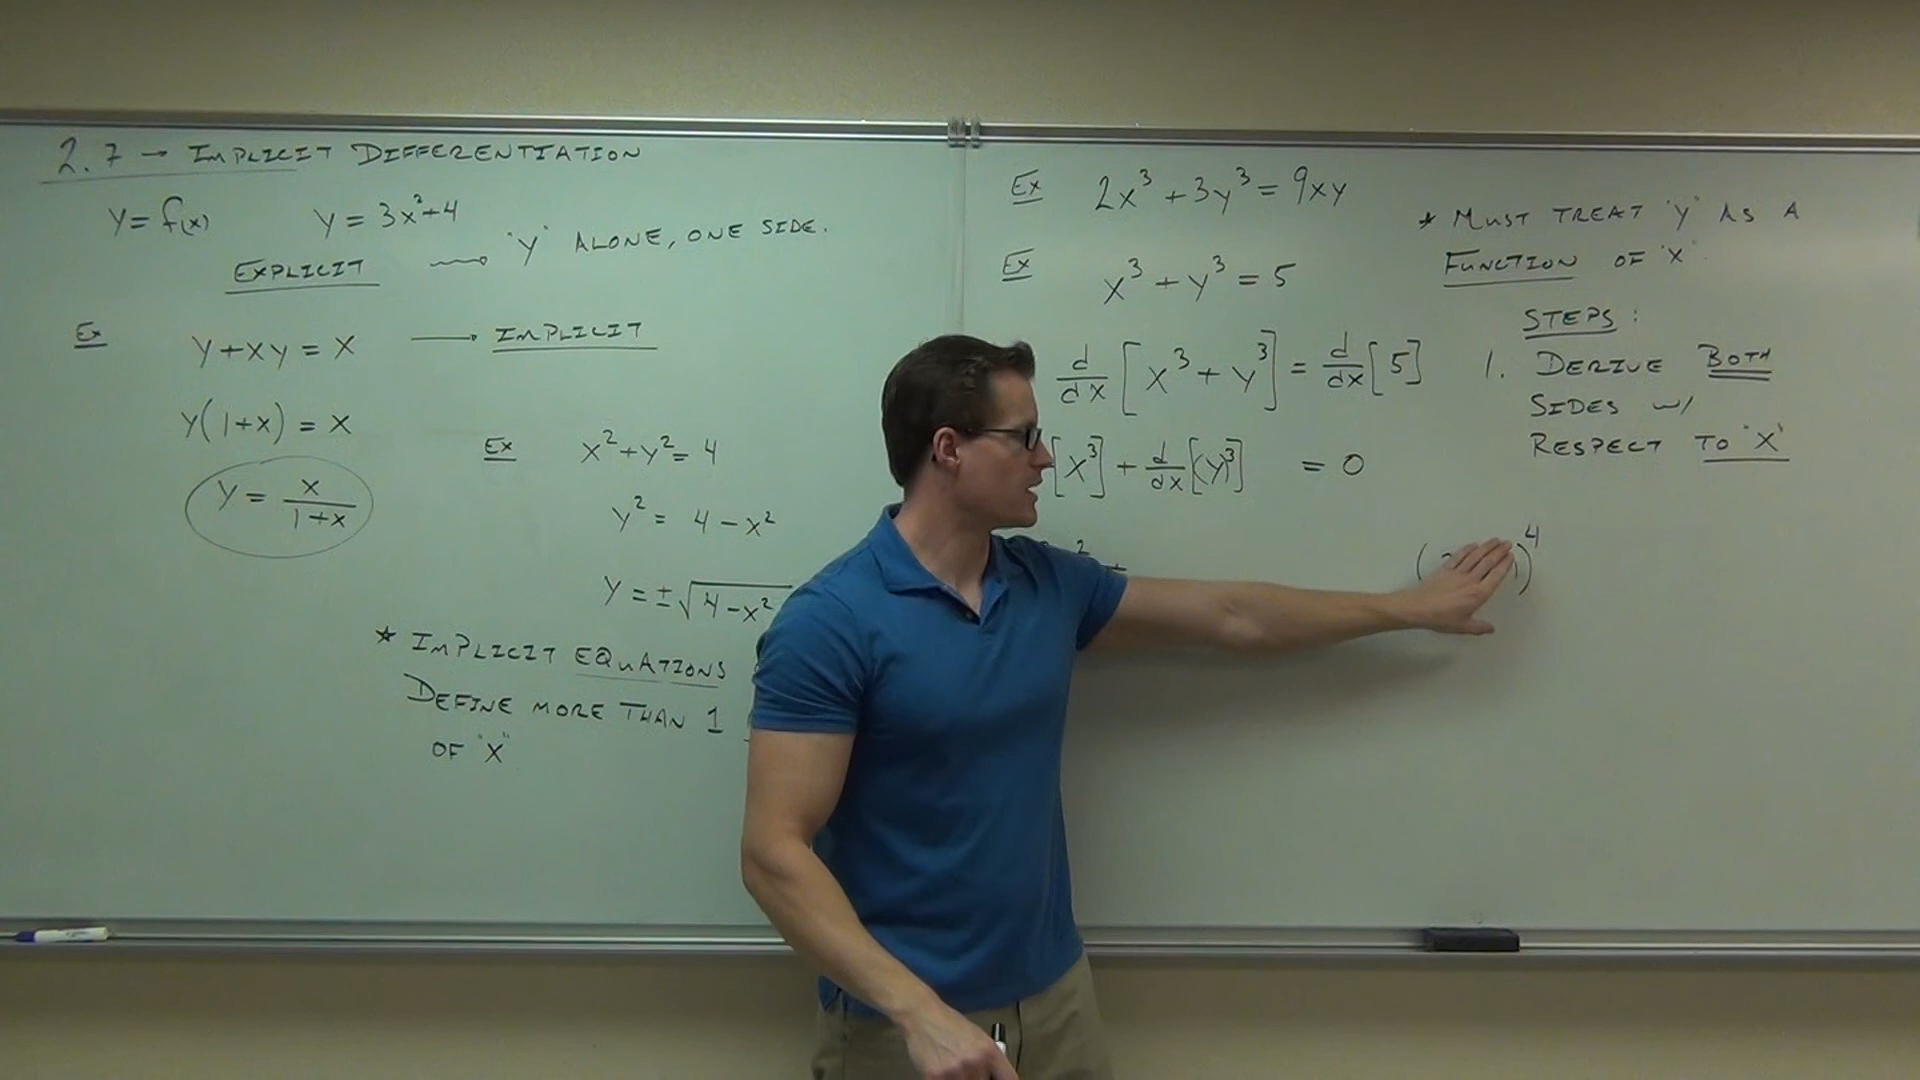 2.7 → IMPLICIT DIFFERENTIATION
y = f(x) y = 3x²+4
EXPLICIT → "y" ALONE, ONE SIDE.
Ex y + xy = x → IMPLICIT
y(1+x) = x
y = x/(1+x)
Ex x² + y² = 4
y² = 4 - x²
y = ±√(4-x²)
* IMPLICIT EQUATIONS
DEFINE MORE THAN 1
OF "X"
Ex 2x³ + 3y³ = 9xy
Ex x³ + y³ = 5
d/dx [x³ + y³] = d/dx [5]
[x³] + d/dx [(y)³] = 0
( )⁴
* MUST TREAT "y" AS A
FUNCTION OF "X".
STEPS:
1. DERIVE BOTH
SIDES w/
RESPECT TO "X"